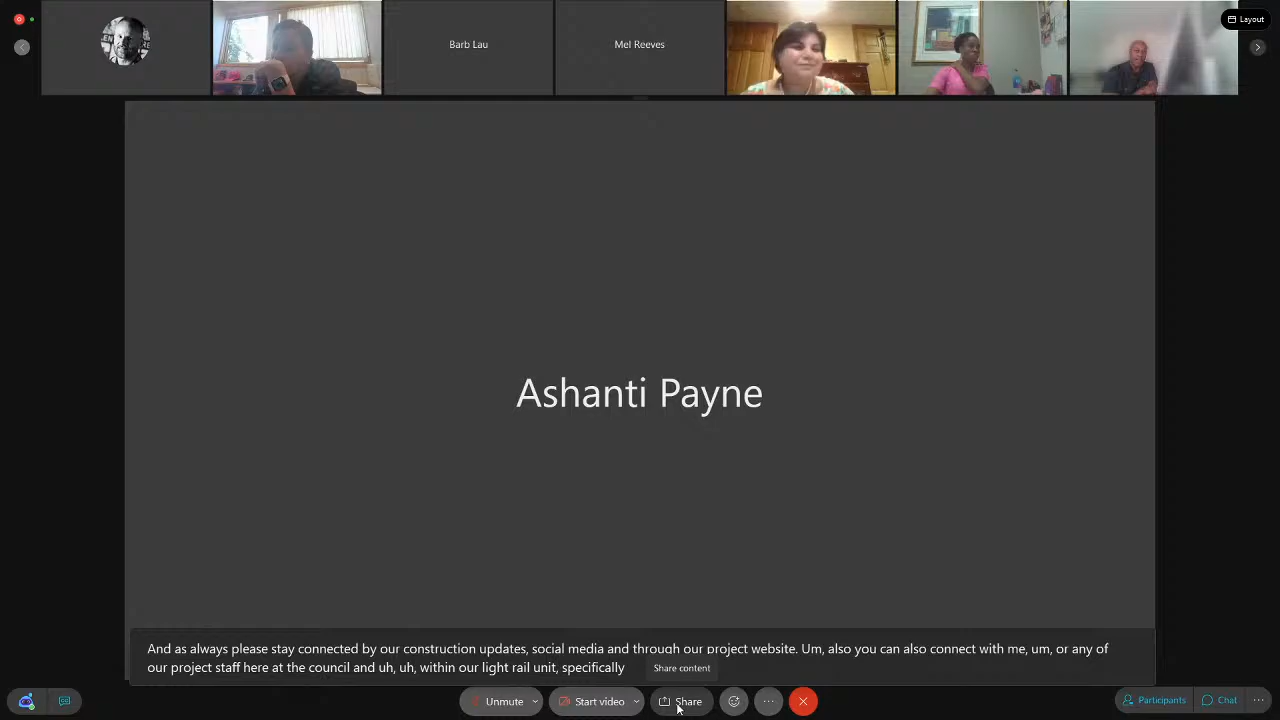 Layout
Barb Lau
Mel Reeves
Ashanti Payne
And as always please stay connected by our construction updates, social media and through our project website. Um, also you can also connect with me, um, or any of
our project staff here at the council and uh, uh, within our light rail unit, specifically
Share content
Unmute
Start video
Share
Participants
Chat